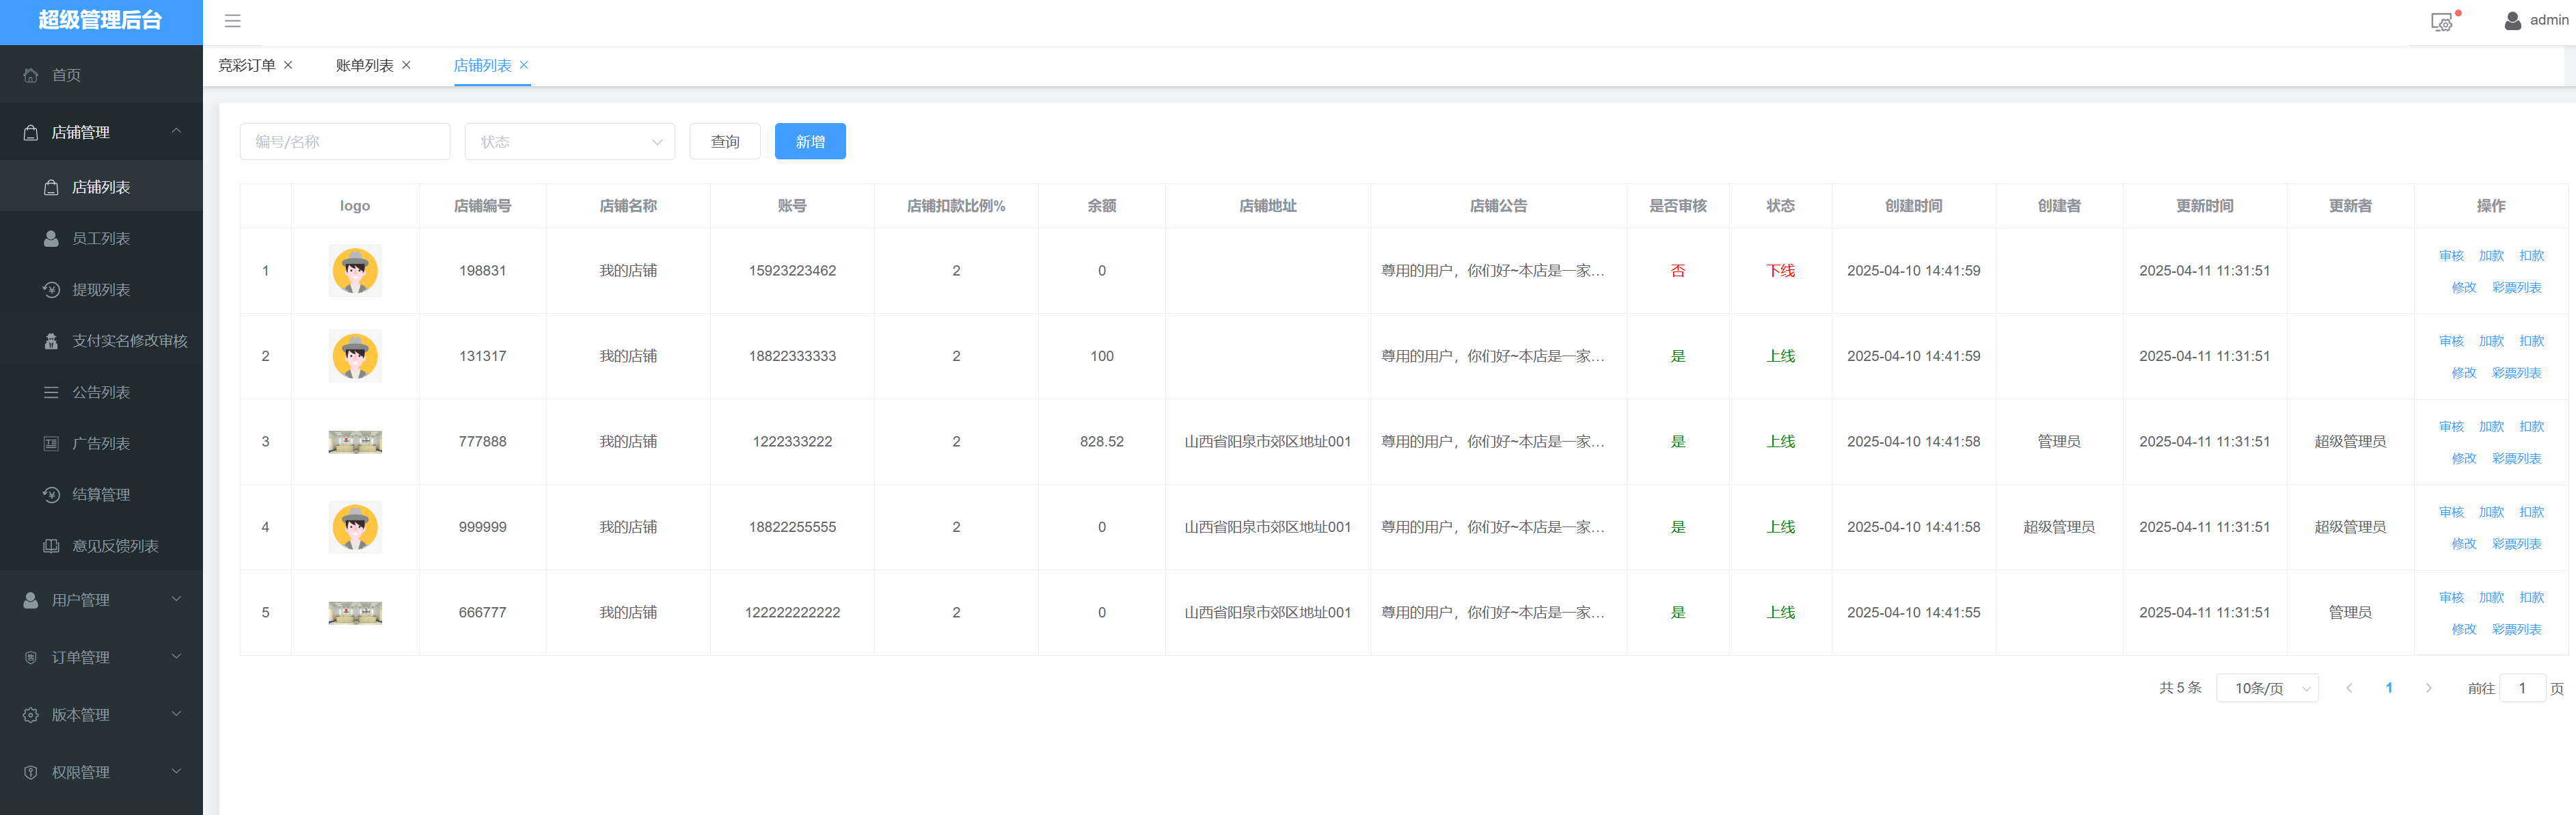 超级管理后台
admin
竞彩订单 账单列表 店铺列表
首页
店铺管理
店铺列表
员工列表
提现列表
支付实名修改审核
公告列表
广告列表
结算管理
意见反馈列表
用户管理
订单管理
版本管理
权限管理
编号/名称 状态 查询 新增
logo 店铺编号 店铺名称 账号 店铺扣款比例% 余额 店铺地址 店铺公告 是否审核 状态 创建时间 创建者 更新时间 更新者 操作
1 198831 我的店铺 15923223462 2 0 尊用的用户，你们好~本店是一家... 否 下线 2025-04-10 14:41:59 2025-04-11 11:31:51 审核 加款 扣款
修改 彩票列表
2 131317 我的店铺 18822333333 2 100 尊用的用户，你们好~本店是一家... 是 上线 2025-04-10 14:41:59 2025-04-11 11:31:51 审核 加款 扣款
修改 彩票列表
3 777888 我的店铺 1222333222 2 828.52 山西省阳泉市郊区地址001 尊用的用户，你们好~本店是一家... 是 上线 2025-04-10 14:41:58 管理员 2025-04-11 11:31:51 超级管理员 审核 加款 扣款
修改 彩票列表
4 999999 我的店铺 18822255555 2 0 山西省阳泉市郊区地址001 尊用的用户，你们好~本店是一家... 是 上线 2025-04-10 14:41:58 超级管理员 2025-04-11 11:31:51 超级管理员 审核 加款 扣款
修改 彩票列表
5 666777 我的店铺 122222222222 2 0 山西省阳泉市郊区地址001 尊用的用户，你们好~本店是一家... 是 上线 2025-04-10 14:41:55 2025-04-11 11:31:51 管理员 审核 加款 扣款
修改 彩票列表
共 5 条 10条/页 1 前往 1 页